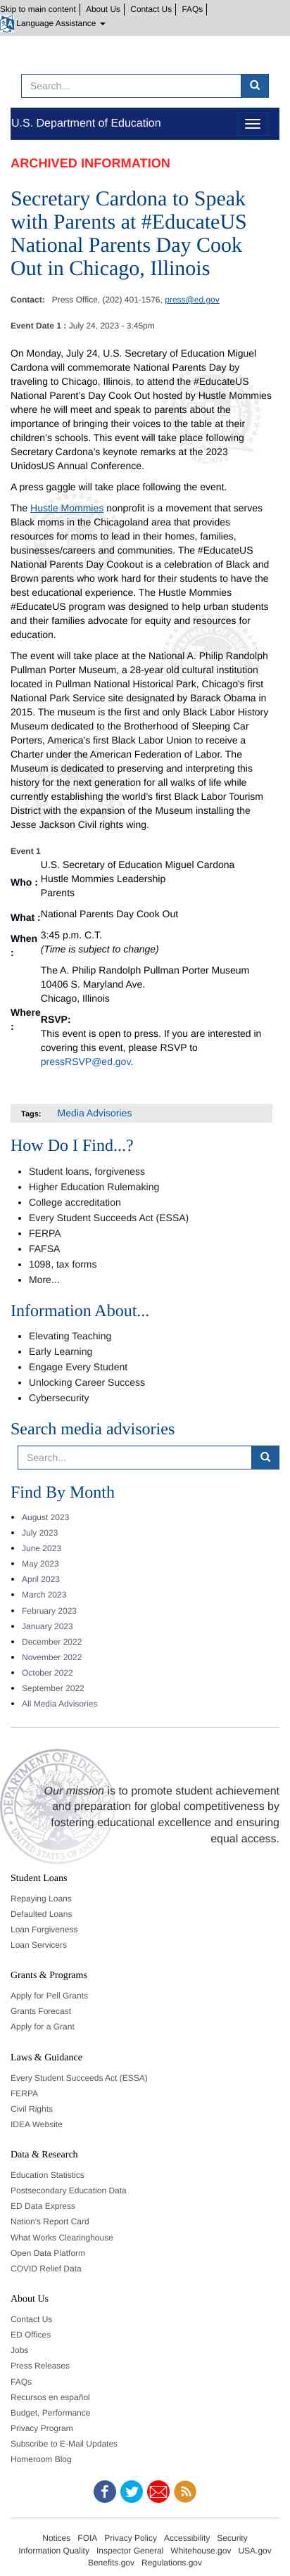 Skip to main content
About Us
Contact Us
FAQs
Language Assistance
Search...
U.S. Department of Education
ARCHIVED INFORMATION
Secretary Cardona to Speak
with Parents at #EducateUS
National Parents Day Cook
Out in Chicago, Illinois
Contact: Press Office, (202) 401-1576, press@ed.gov
Event Date 1 : July 24, 2023 - 3:45pm
On Monday, July 24, U.S. Secretary of Education Miguel
Cardona will commemorate National Parents Day by
traveling to Chicago, Illinois, to attend the #EducateUS
National Parent's Day Cook Out hosted by Hustle Mommies
where he will meet and speak to parents about the
importance of bringing their voices to the table at their
children's schools. This event will take place following
Secretary Cardona's keynote remarks at the 2023
UnidosUS Annual Conference.
A press gaggle will take place following the event.
The Hustle Mommies nonprofit is a movement that serves
Black moms in the Chicagoland area that provides
resources for moms to lead and heal in their homes,
businesses/careers and communities. The #EducateUS
National Parents Day Cookout is a celebration of Black and
Brown parents who work hard for their students to have the
best educational experience. The Hustle Mommies
#EducateUS program was designed to help urban students
and their families advocate for equity and resources for
education.
The event will take place at the National A. Philip Randolph
Pullman Porter Museum, a 28-year old cultural institution
located in Pullman National Historical Park, Chicago's first
National Park Service site designated by Barack Obama in
2015. The museum is the first and only Black Labor History
Museum dedicated to the Brotherhood of Sleeping Car
Porters, America's first Black Labor Union to receive a
Charter under the American Federation of Labor. The
Museum is dedicated to preserving and interpreting this
history for the next generation for all walks of life while
currently establishing the world's first Black Labor Tourism
District with the expansion of the Museum installing the
Jesse Jackson Civil rights wing.
Event 1
Who :
U.S. Secretary of Education Miguel Cardona
Hustle Mommies Leadership
Parents
What : National Parents Day Cook Out
When :
3:45 p.m. C.T.
(Time is subject to change)
Where :
The A. Philip Randolph Pullman Porter Museum
10406 S. Maryland Ave.
Chicago, Illinois
RSVP:
This event is open to press. If you are interested in
covering this event, please RSVP to
pressRSVP@ed.gov.
Tags: Media Advisories
How Do I Find...?
Student loans, forgiveness
Higher Education Rulemaking
College accreditation
Every Student Succeeds Act (ESSA)
FERPA
FAFSA
1098, tax forms
More...
Information About...
Elevating Teaching
Early Learning
Engage Every Student
Unlocking Career Success
Cybersecurity
Search media advisories
Search...
Find By Month
August 2023
July 2023
June 2023
May 2023
April 2023
March 2023
February 2023
January 2023
December 2022
November 2022
October 2022
September 2022
All Media Advisories
Our mission is to promote student achievement
and preparation for global competitiveness by
fostering educational excellence and ensuring
equal access.
Student Loans
Repaying Loans
Defaulted Loans
Loan Forgiveness
Loan Servicers
Grants & Programs
Apply for Pell Grants
Grants Forecast
Apply for a Grant
Laws & Guidance
Every Student Succeeds Act (ESSA)
FERPA
Civil Rights
IDEA Website
Data & Research
Education Statistics
Postsecondary Education Data
ED Data Express
Nation's Report Card
What Works Clearinghouse
Open Data Platform
COVID Relief Data
About Us
Contact Us
ED Offices
Jobs
Press Releases
FAQs
Recursos en español
Budget, Performance
Privacy Program
Subscribe to E-Mail Updates
Homeroom Blog
Notices FOIA Privacy Policy Accessibility Security
Information Quality Inspector General Whitehouse.gov USA.gov
Benefits.gov Regulations.gov